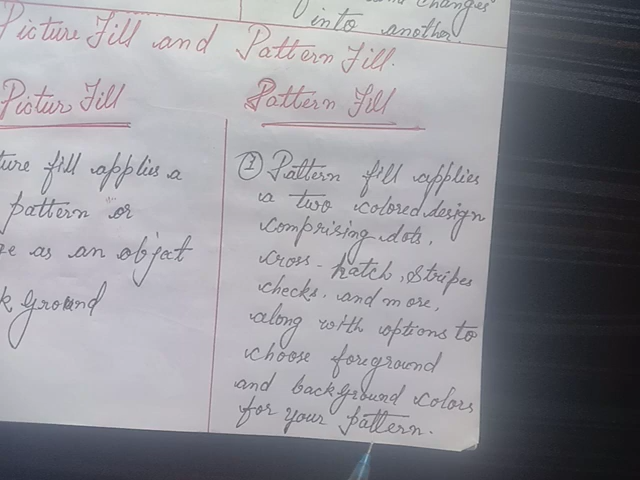 changes
into another.
Picture Fill and Pattern Fill.
Pictur Fill
Pattern Fill
ture fill applies a
pattern or
as an object
k ground
① Pattern fill applies
a two colored design
comprising dots,
cross - hatch, stripes
checks, and more,
along with options to
choose foreground
and background colors
for your pattern.